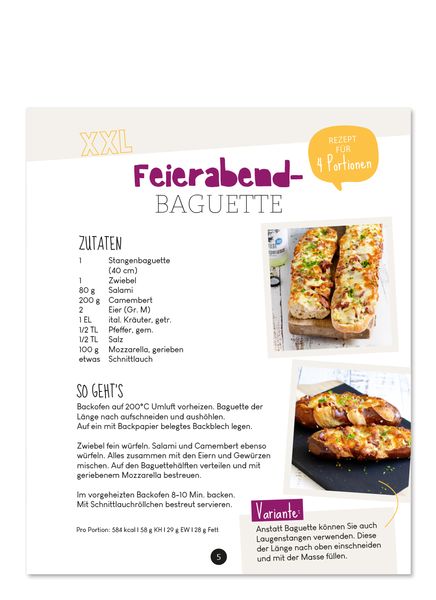 XXL
REZEPT
FÜR
4 Portionen
Feierabend-
BAGUETTE
ZUTATEN
1 Stangenbaguette
(40 cm)
1 Zwiebel
80 g Salami
200 g Camembert
2 Eier (Gr. M)
1 EL ital. Kräuter, getr.
1/2 TL Pfeffer, gem.
1/2 TL Salz
100 g Mozzarella, gerieben
etwas Schnittlauch
SO GEHT'S
Backofen auf 200°C Umluft vorheizen. Baguette der
Länge nach aufschneiden und aushöhlen.
Auf ein mit Backpapier belegtes Backblech legen.
Zwiebel fein würfeln. Salami und Camembert ebenso
würfeln. Alles zusammen mit den Eiern und Gewürzen
mischen. Auf den Baguettehälften verteilen und mit
geriebenem Mozzarella bestreuen.
Im vorgeheizten Backofen 8–10 Min. backen.
Mit Schnittlauchröllchen bestreut servieren.
Pro Portion: 584 kcal I 58 g KH I 29 g EW I 28 g Fett
Variante:
Anstatt Baguette können Sie auch
Laugenstangen verwenden. Diese
der Länge nach oben einschneiden
und mit der Masse füllen.
5